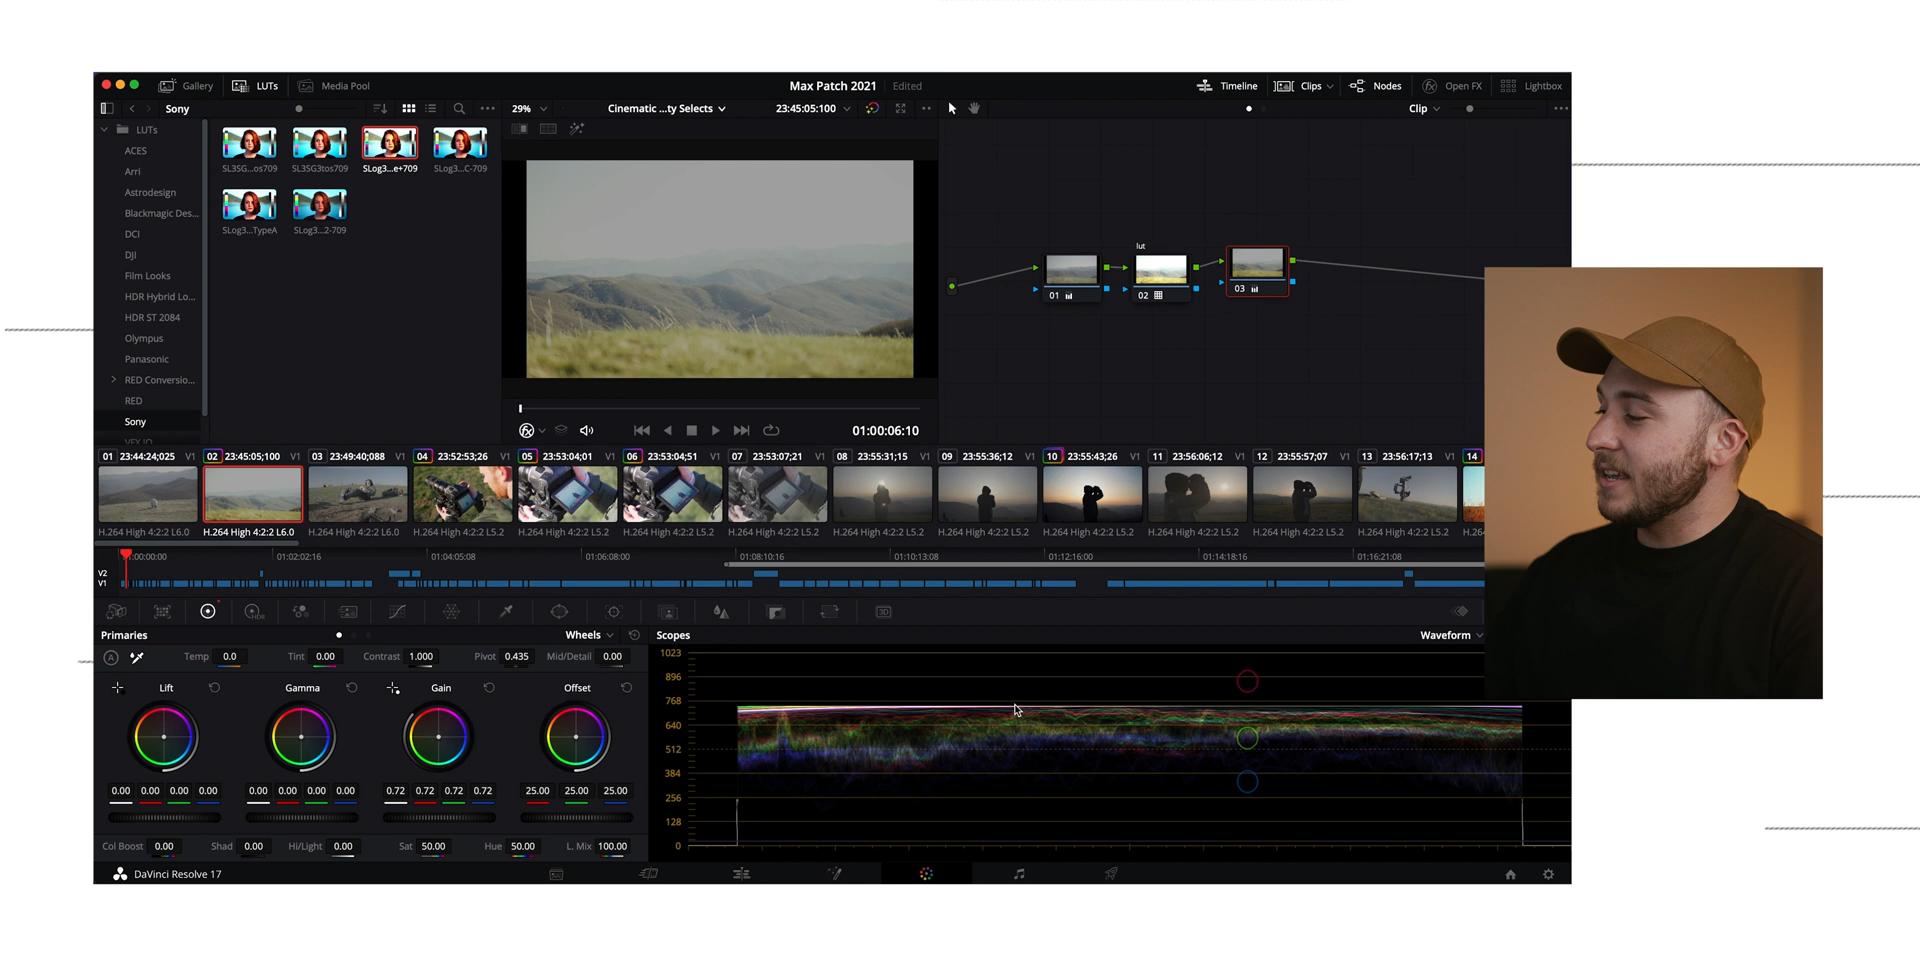 Gallery LUTs Media Pool Max Patch 2021 Edited Timeline Clips Nodes Open FX Lightbox
Sony 29% Cinematic ...ty Selects 23:45:05:100 Clip
LUTs
ACES
Arri
Astrodesign
Blackmagic Des...
DCI
DJI
Film Looks
HDR Hybrid Lo...
HDR ST 2084
Olympus
Panasonic
RED Conversio...
RED
Sony
SL3SG...os709 SL3SG3tos709 SLog3...e+709 SLog3...C-709
SLog3...TypeA SLog3...2-709
lut
01 02 03
01:00:06:10
01 23:44:24;025 V1 02 23:45:05;100 V1 03 23:49:40;088 V1 04 23:52:53;26 V1 05 23:53:04;01 V1 06 23:53:04;51 V1 07 23:53:07;21 V1 08 23:55:31;15 V1 09 23:55:36;12 V1 10 23:55:43;26 V1 11 23:56:06;12 V1 12 23:55:57;07 V1 13 23:56:17;13 V1 14
H.264 High 4:2:2 L6.0 H.264 High 4:2:2 L6.0 H.264 High 4:2:2 L6.0 H.264 High 4:2:2 L5.2 H.264 High 4:2:2 L5.2 H.264 High 4:2:2 L5.2 H.264 High 4:2:2 L5.2 H.264 High 4:2:2 L5.2 H.264 High 4:2:2 L5.2 H.264 High 4:2:2 L5.2 H.264 High 4:2:2 L5.2 H.264 High 4:2:2 L5.2 H.264 High 4:2:2 L5.2
:00:00:00 01:02:02:16 01:04:05:08 01:06:08:00 01:08:10:16 01:10:13:08 01:12:16:00 01:14:18:16 01:16:21:08
V2
V1
HDR 3D
Primaries Wheels Scopes Waveform
A Temp 0.0 Tint 0.00 Contrast 1.000 Pivot 0.435 Mid/Detail 0.00
Lift Gamma Gain Offset
0.00 0.00 0.00 0.00 0.00 0.00 0.00 0.00 0.72 0.72 0.72 0.72 25.00 25.00 25.00
Col Boost 0.00 Shad 0.00 Hi/Light 0.00 Sat 50.00 Hue 50.00 L. Mix 100.00
1023
896
768
640
512
384
256
128
0
DaVinci Resolve 17